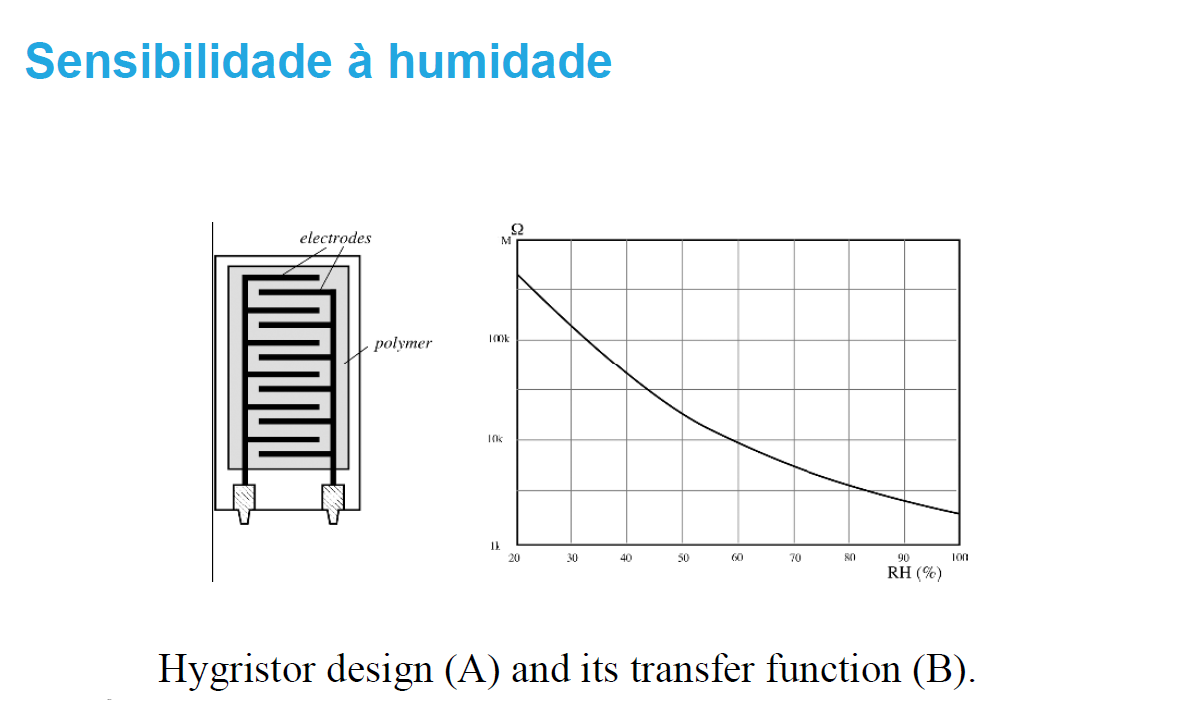 Sensibilidade à humidade
electrodes
polymer
Ω
M
100k
10k
1k
20 30 40 50 60 70 80 90 100
RH (%)
Hygristor design (A) and its transfer function (B).